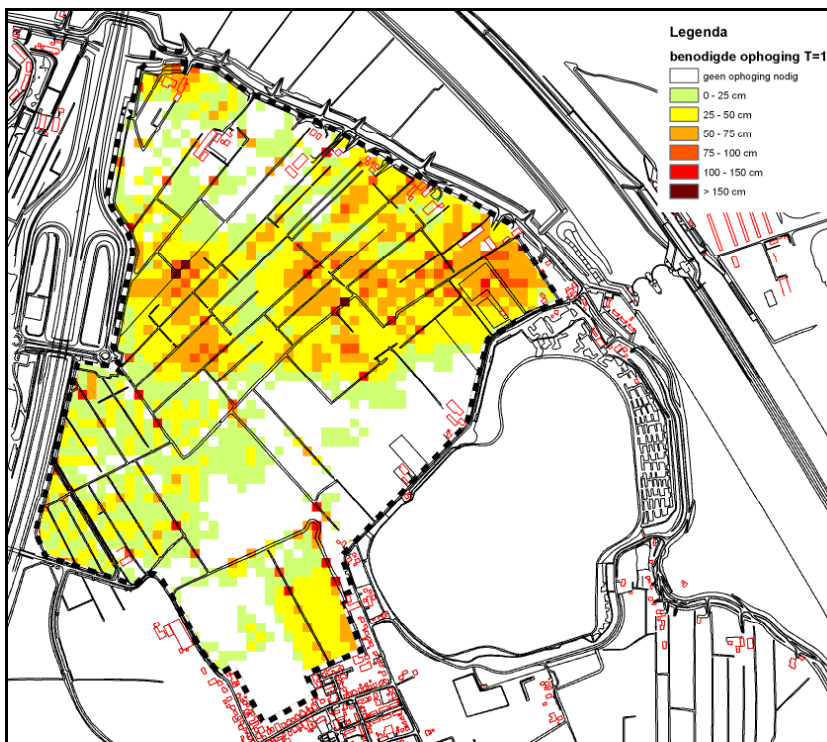 Legenda
benodigde ophoging T=1
geen ophoging nodig
0 - 25 cm
25 - 50 cm
50 - 75 cm
75 - 100 cm
100 - 150 cm
> 150 cm